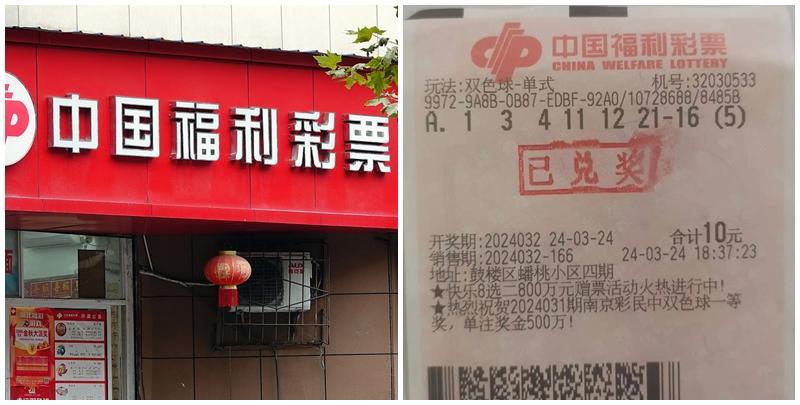 中国福利彩票
中国福利彩票
CHINA WELFARE LOTTERY
玩法:双色球-单式 机号:32030533
9972-9A8B-0B87-EDBF-92A0/10728688/8485B
A. 1 3 4 11 12 21-16 (5)
已兑奖
开奖期:2024032 24-03-24 合计10元
销售期:2024032-166 24-03-24 18:37:23
地址:鼓楼区蟠桃小区四期
★快乐8选二800万元赠票活动火热进行中!
★热烈祝贺2024031期南京彩民中双色球一等
奖，单注奖金500万!